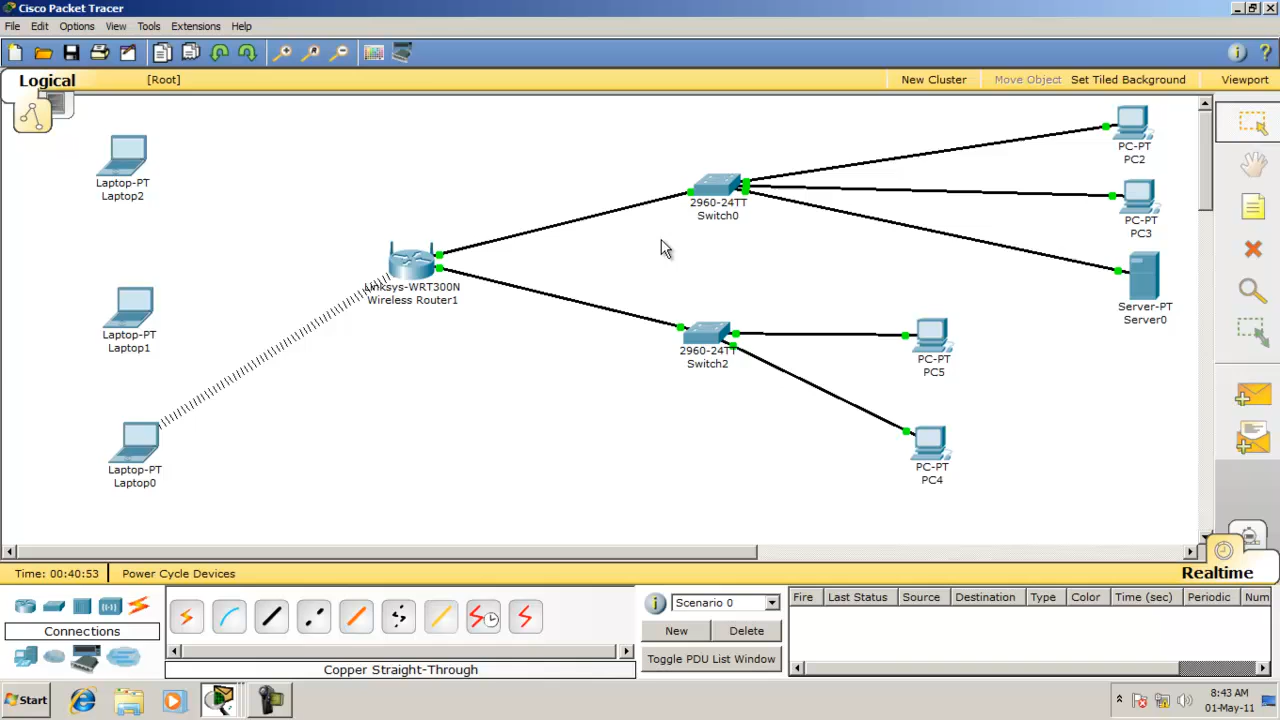 Cisco Packet Tracer
File Edit Options View Tools Extensions Help
Logical
[Root]
New Cluster
Move Object
Set Tiled Background
Viewport
PC-PT
PC2
Laptop-PT
Laptop2
2960-24TT
Switch0
PC-PT
PC3
Linksys-WRT300N
Wireless Router1
Server-PT
Server0
Laptop-PT
Laptop1
2960-24TT
Switch2
PC-PT
PC5
Laptop-PT
Laptop0
PC-PT
PC4
Time: 00:40:53
Power Cycle Devices
Realtime
Connections
Copper Straight-Through
Scenario 0
New
Delete
Toggle PDU List Window
Fire Last Status Source Destination Type Color Time (sec) Periodic Num
Start
8:43 AM
01-May-11